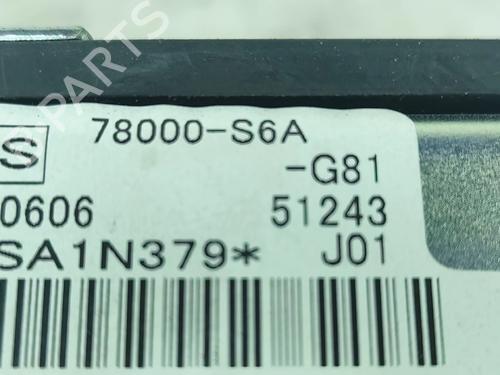 PARTS
S 78000-S6A
-G81
0606 51243
SA1N379* J01